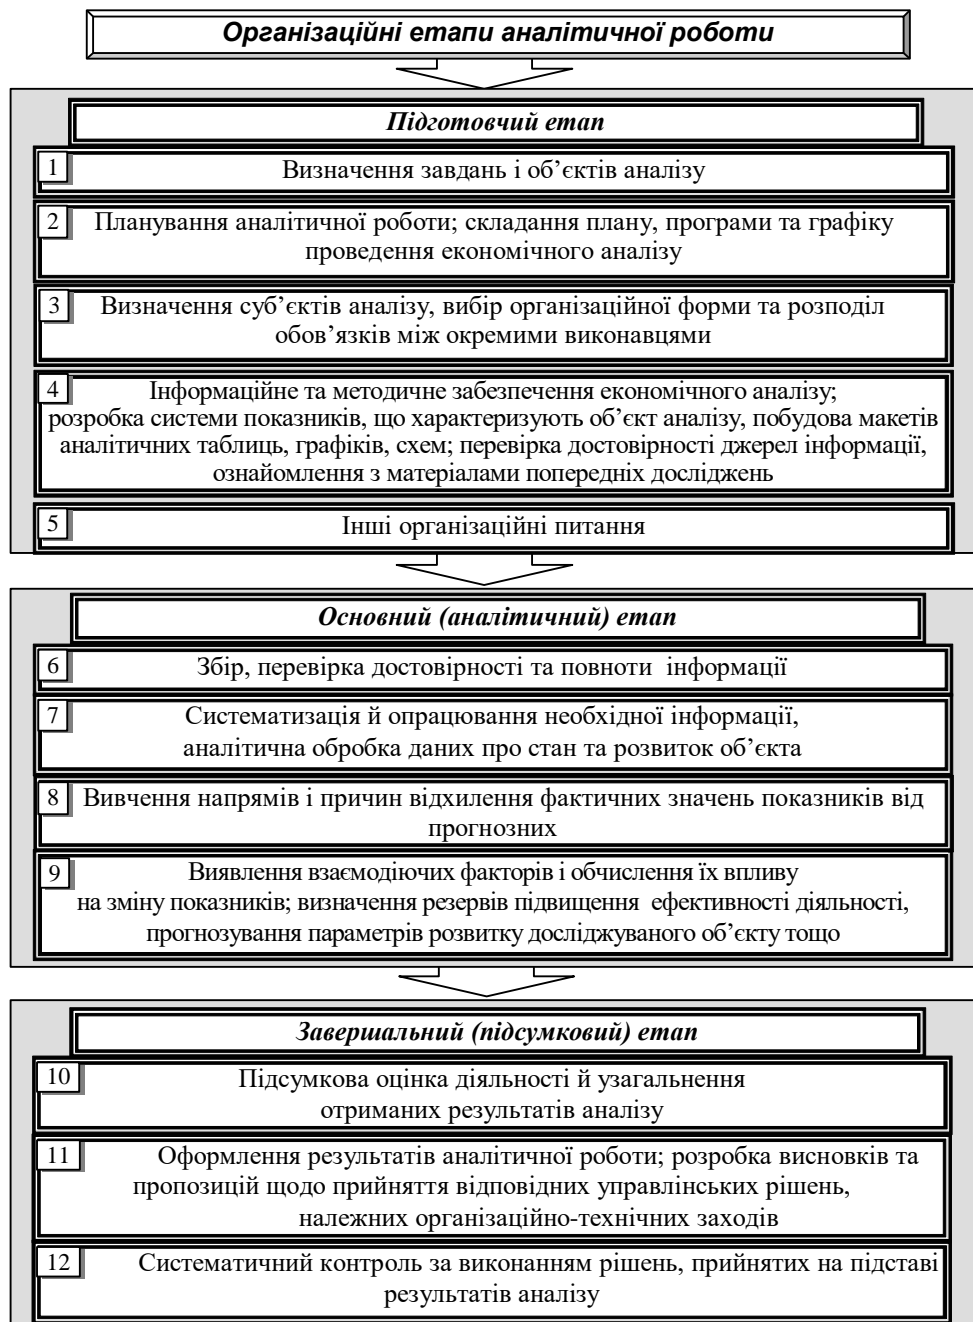 Організаційні етапи аналітичної роботи
Підготовчий етап
1 Визначення завдань і об’єктів аналізу
2 Планування аналітичної роботи; складання плану, програми та графіку
проведення економічного аналізу
3 Визначення суб’єктів аналізу, вибір організаційної форми та розподіл
обов’язків між окремими виконавцями
4 Інформаційне та методичне забезпечення економічного аналізу;
розробка системи показників, що характеризують об’єкт аналізу, побудова макетів
аналітичних таблиць, графіків, схем; перевірка достовірності джерел інформації,
ознайомлення з матеріалами попередніх досліджень
5 Інші організаційні питання
Основний (аналітичний) етап
6 Збір, перевірка достовірності та повноти інформації
7 Систематизація й опрацювання необхідної інформації,
аналітична обробка даних про стан та розвиток об’єкта
8 Вивчення напрямів і причин відхилення фактичних значень показників від
прогнозних
9 Виявлення взаємодіючих факторів і обчислення їх впливу
на зміну показників; визначення резервів підвищення ефективності діяльності,
прогнозування параметрів розвитку досліджуваного об’єкту тощо
Завершальний (підсумковий) етап
10 Підсумкова оцінка діяльності й узагальнення
отриманих результатів аналізу
11 Оформлення результатів аналітичної роботи; розробка висновків та
пропозицій щодо прийняття відповідних управлінських рішень,
належних організаційно-технічних заходів
12 Систематичний контроль за виконанням рішень, прийнятих на підставі
результатів аналізу